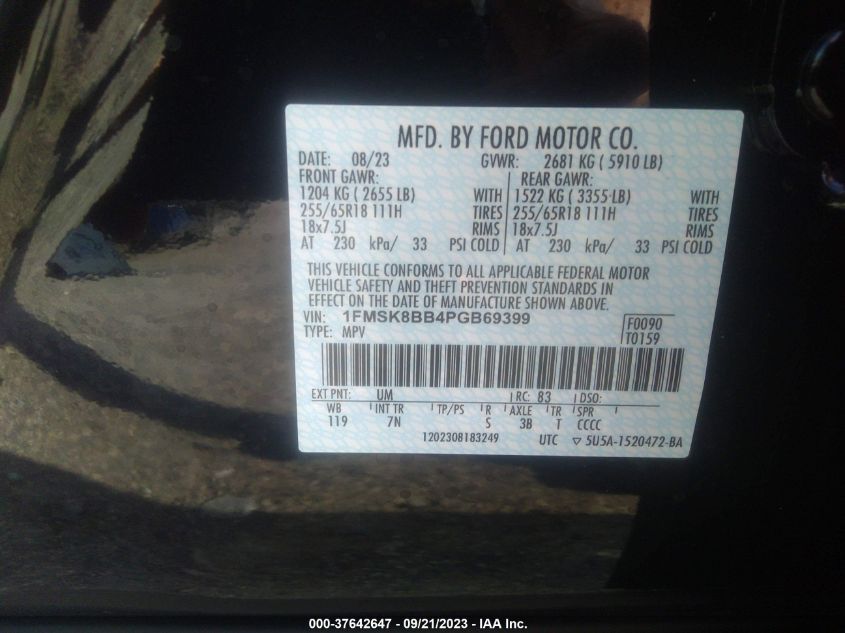 MFD. BY FORD MOTOR CO.
DATE: 08/23 GVWR: 2681 KG ( 5910 LB)
FRONT GAWR: REAR GAWR:
1204 KG ( 2655 LB) WITH 1522 KG ( 3355 LB) WITH
255/65R18 111H TIRES 255/65R18 111H TIRES
18x7.5J RIMS 18x7.5J RIMS
AT 230 kPa/ 33 PSI COLD AT 230 kPa/ 33 PSI COLD
THIS VEHICLE CONFORMS TO ALL APPLICABLE FEDERAL MOTOR
VEHICLE SAFETY AND THEFT PREVENTION STANDARDS IN
EFFECT ON THE DATE OF MANUFACTURE SHOWN ABOVE.
VIN: 1FMSK8BB4PGB69399
TYPE: MPV
F0090
T0159
EXT PNT: UM RC: 83 DSO:
WB INT TR TP/PS R AXLE TR SPR
119 7N S 3B T CCCC
1202308183249 UTC ▽ 5U5A-1520472-BA
000-37642647 - 09/21/2023 - IAA Inc.